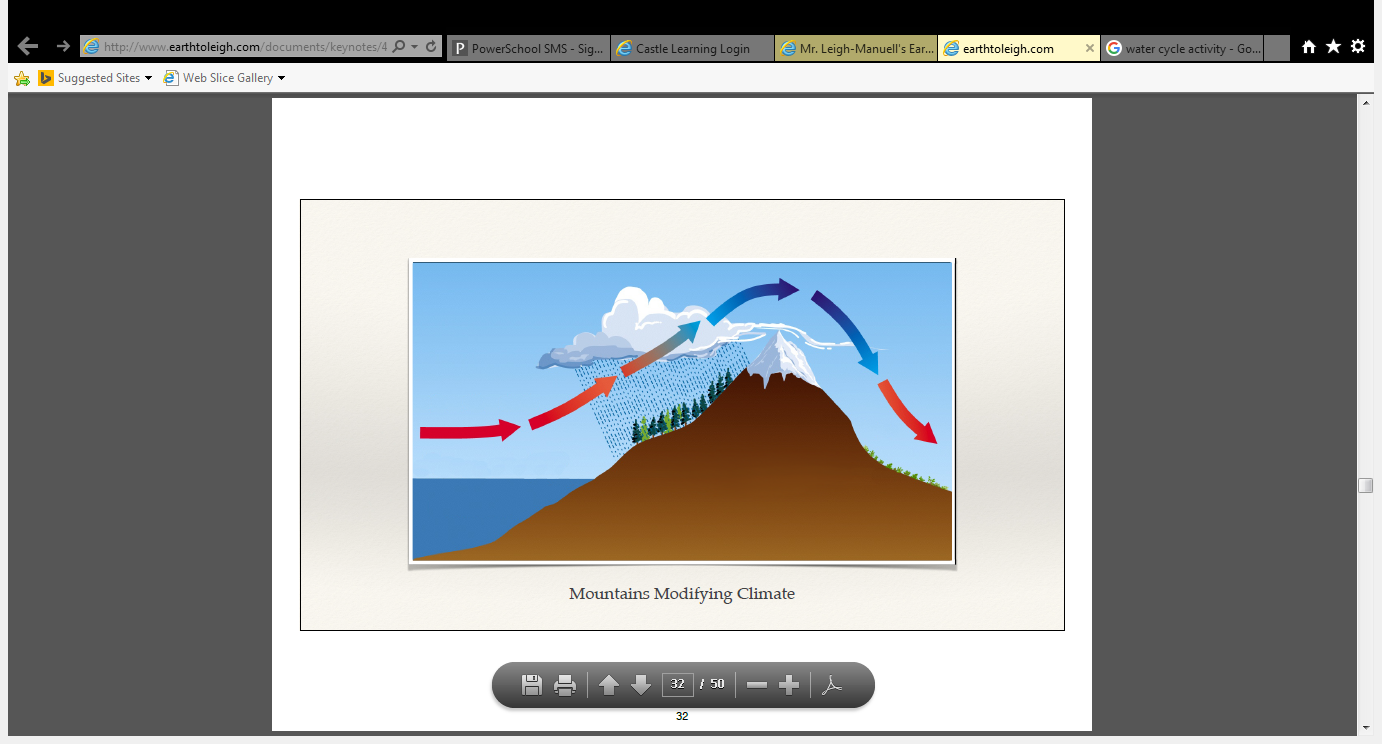 http://www.earthtoleigh.com/documents/keynotes/4
PowerSchool SMS - Sig...
Castle Learning Login
Mr. Leigh-Manuell's Ear...
earthtoleigh.com
water cycle activity - Go...
Suggested Sites
Web Slice Gallery
Mountains Modifying Climate
32 / 50
32